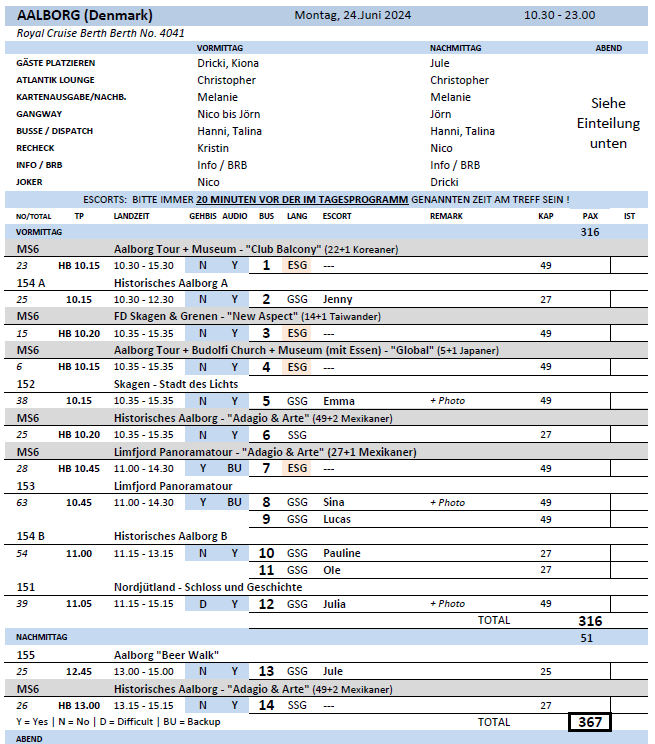 AALBORG (Denmark) Montag, 24.Juni 2024 10.30 - 23.00
Royal Cruise Berth Berth No. 4041
VORMITTAG NACHMITTAG ABEND
GÄSTE PLATZIEREN Dricki, Kiona Jule
ATLANTIK LOUNGE Christopher Christopher
KARTENAUSGABE/NACHB. Melanie Melanie
GANGWAY Nico bis Jörn Jörn
BUSSE / DISPATCH Hanni, Talina Hanni, Talina
RECHECK Kristin Nico
INFO / BRB Info / BRB Info / BRB
JOKER Nico Dricki
Siehe
Einteilung
unten
ESCORTS: BITTE IMMER 20 MINUTEN VOR DER IM TAGESPROGRAMM GENANNTEN ZEIT AM TREFF SEIN !
NO/TOTAL TP LANDZEIT GEHBIS AUDIO BUS LANG ESCORT REMARK KAP PAX IST
VORMITTAG 316
MS6 Aalborg Tour + Museum - "Club Balcony" (22+1 Koreaner)
23 HB 10.15 10.30 - 15.30 N Y 1 ESG --- 49
154 A Historisches Aalborg A
25 10.15 10.30 - 12.30 N Y 2 GSG Jenny 27
MS6 FD Skagen & Grenen - "New Aspect" (14+1 Taiwander)
15 HB 10.20 10.35 - 15.35 N Y 3 ESG --- 49
MS6 Aalborg Tour + Budolfi Church + Museum (mit Essen) - "Global" (5+1 Japaner)
6 HB 10.15 10.35 - 15.35 N Y 4 ESG --- 49
152 Skagen - Stadt des Lichts
38 10.15 10.35 - 15.35 N Y 5 GSG Emma + Photo 49
MS6 Historisches Aalborg - "Adagio & Arte" (49+2 Mexikaner)
25 HB 10.20 10.35 - 15.35 N Y 6 SSG 27
MS6 Limfjord Panoramatour - "Adagio & Arte" (27+1 Mexikaner)
28 HB 10.45 11.00 - 14.30 Y BU 7 ESG --- 49
153 Limfjord Panoramatour
63 10.45 11.00 - 14.30 Y BU 8 GSG Sina + Photo 49
9 GSG Lucas 49
154 B Historisches Aalborg B
54 11.00 11.15 - 13.15 N Y 10 GSG Pauline 27
11 GSG Ole 27
151 Nordjütland - Schloss und Geschichte
39 11.05 11.15 - 15.15 D Y 12 GSG Julia + Photo 49
TOTAL 316
NACHMITTAG 51
155 Aalborg "Beer Walk"
25 12.45 13.00 - 15.00 N Y 13 GSG Jule 25
MS6 Historisches Aalborg - "Adagio & Arte" (49+2 Mexikaner)
26 HB 13.00 13.15 - 15.15 N Y 14 SSG --- 27
Y = Yes | N = No | D = Difficult | BU = Backup TOTAL 367
ABEND